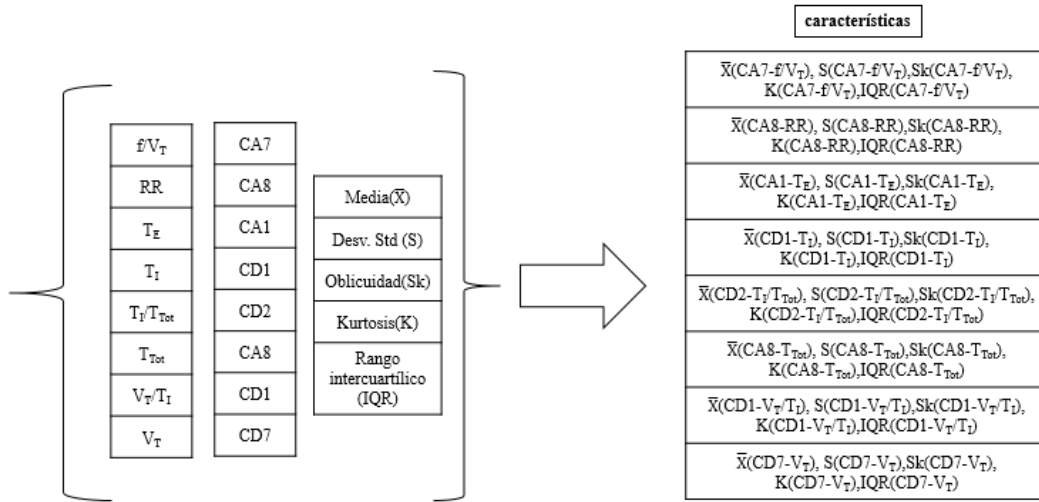 características
f/V_T
RR
T_E
T_I
T_I/T_Tot
T_Tot
V_T/T_I
V_T
CA7
CA8
CA1
CD1
CD2
CA8
CD1
CD7
Media(X̅)
Desv. Std (S)
Oblicuidad(Sk)
Kurtosis(K)
Rango
intercuartílico
(IQR)
X̅(CA7-f/V_T), S(CA7-f/V_T),Sk(CA7-f/V_T),
K(CA7-f/V_T),IQR(CA7-f/V_T)
X̅(CA8-RR), S(CA8-RR),Sk(CA8-RR),
K(CA8-RR),IQR(CA8-RR)
X̅(CA1-T_E), S(CA1-T_E),Sk(CA1-T_E),
K(CA1-T_E),IQR(CA1-T_E)
X̅(CD1-T_I), S(CD1-T_I),Sk(CD1-T_I),
K(CD1-T_I),IQR(CD1-T_I)
X̅(CD2-T_I/T_Tot), S(CD2-T_I/T_Tot),Sk(CD2-T_I/T_Tot),
K(CD2-T_I/T_Tot),IQR(CD2-T_I/T_Tot)
X̅(CA8-T_Tot), S(CA8-T_Tot),Sk(CA8-T_Tot),
K(CA8-T_Tot),IQR(CA8-T_Tot)
X̅(CD1-V_T/T_I), S(CD1-V_T/T_I),Sk(CD1-V_T/T_I),
K(CD1-V_T/T_I),IQR(CD1-V_T/T_I)
X̅(CD7-V_T), S(CD7-V_T),Sk(CD7-V_T),
K(CD7-V_T),IQR(CD7-V_T)